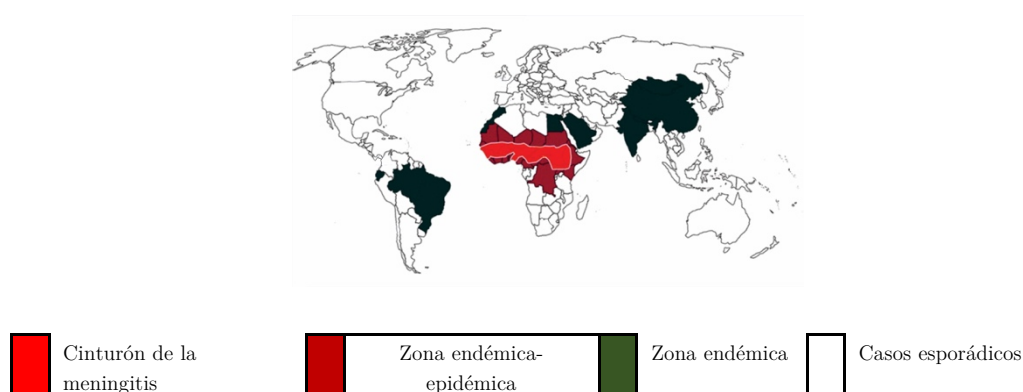 Cinturón de la
meningitis
Zona endémica-
epidémica
Zona endémica
Casos esporádicos